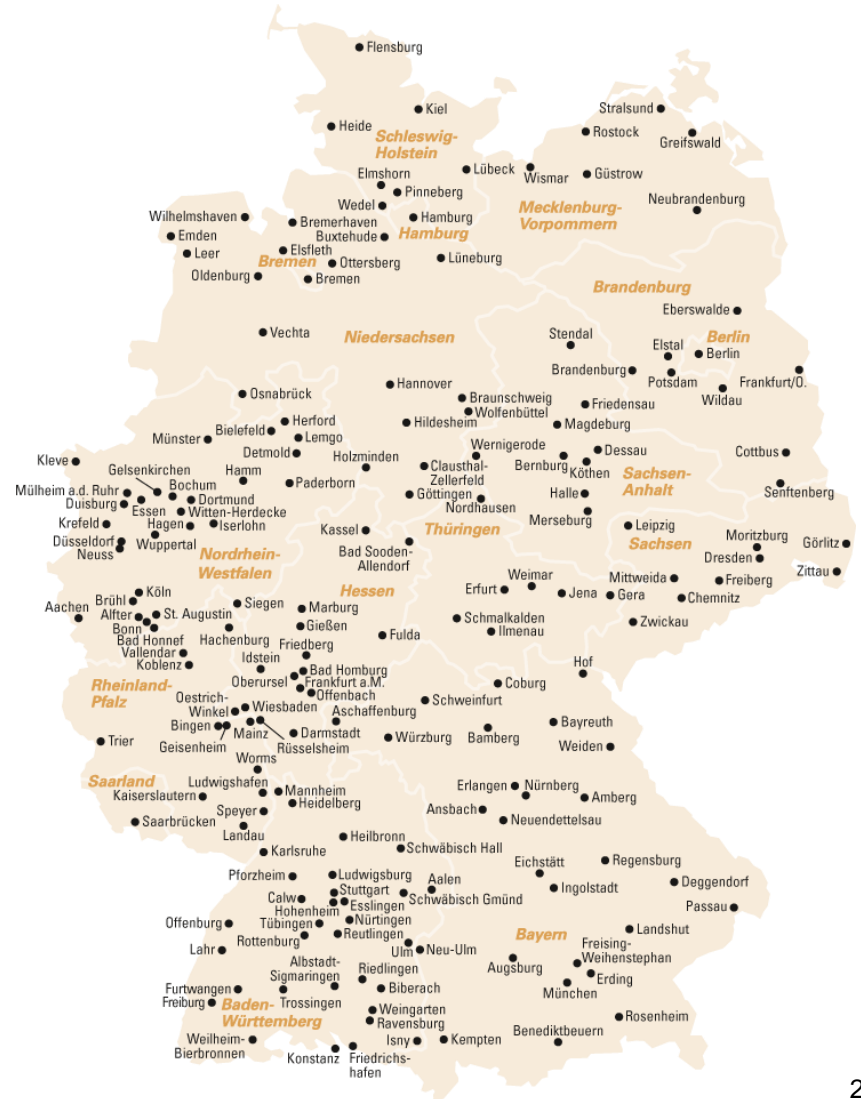 Flensburg
Kiel
Stralsund
Heide
Rostock
Greifswald
Schleswig-
Holstein
Elmshorn
Lübeck
Wismar
Güstrow
Pinneberg
Neubrandenburg
Wedel
Mecklenburg-
Vorpommern
Wilhelmshaven
Bremerhaven
Hamburg
Emden
Buxtehude
Hamburg
Leer
Elsfleth
Bremen
Ottersberg
Lüneburg
Oldenburg
Bremen
Brandenburg
Eberswalde
Vechta
Niedersachsen
Stendal
Berlin
Elstal
Berlin
Brandenburg
Potsdam
Frankfurt/O.
Wildau
Osnabrück
Hannover
Braunschweig
Wolfenbüttel
Friedensau
Herford
Bielefeld
Lemgo
Hildesheim
Magdeburg
Münster
Detmold
Wernigerode
Dessau
Cottbus
Kleve
Gelsenkirchen
Holzminden
Clausthal-
Zellerfeld
Bernburg
Köthen
Sachsen-
Anhalt
Hamm
Bochum
Paderborn
Senftenberg
Mülheim a.d. Ruhr
Dortmund
Göttingen
Nordhausen
Halle
Duisburg
Essen
Witten-Herdecke
Merseburg
Krefeld
Hagen
Iserlohn
Kassel
Thüringen
Leipzig
Düsseldorf
Wuppertal
Neuss
Bad Sooden-
Allendorf
Sachsen
Moritzburg
Görlitz
Dresden
Nordrhein-
Westfalen
Zittau
Hessen
Weimar
Mittweida
Freiberg
Erfurt
Jena
Gera
Chemnitz
Köln
Brühl
Siegen
Marburg
Aachen
Alfter
St. Augustin
Schmalkalden
Zwickau
Bonn
Gießen
Ilmenau
Bad Honnef
Hachenburg
Fulda
Vallendar
Friedberg
Koblenz
Idstein
Hof
Bad Homburg
Oberursel
Frankfurt a.M.
Coburg
Rheinland-
Pfalz
Offenbach
Schweinfurt
Oestrich-
Winkel
Wiesbaden
Aschaffenburg
Bingen
Mainz
Darmstadt
Würzburg
Bamberg
Bayreuth
Trier
Geisenheim
Rüsselsheim
Weiden
Worms
Saarland
Ludwigshafen
Mannheim
Erlangen
Nürnberg
Kaiserslautern
Heidelberg
Amberg
Speyer
Ansbach
Saarbrücken
Neuendettelsau
Landau
Heilbronn
Karlsruhe
Schwäbisch Hall
Eichstätt
Regensburg
Pforzheim
Ludwigsburg
Aalen
Deggendorf
Stuttgart
Ingolstadt
Calw
Esslingen
Schwäbisch Gmünd
Passau
Hohenheim
Offenburg
Tübingen
Nürtingen
Landshut
Rottenburg
Reutlingen
Bayern
Lahr
Ulm
Neu-Ulm
Freising-
Weihenstephan
Augsburg
Albstadt-
Sigmaringen
Riedlingen
Erding
München
Furtwangen
Trossingen
Biberach
Freiburg
Baden-
Württemberg
Weingarten
Ravensburg
Rosenheim
Weilheim-
Bierbronnen
Isny
Kempten
Benediktbeuern
Konstanz
Friedrichs-
hafen
2